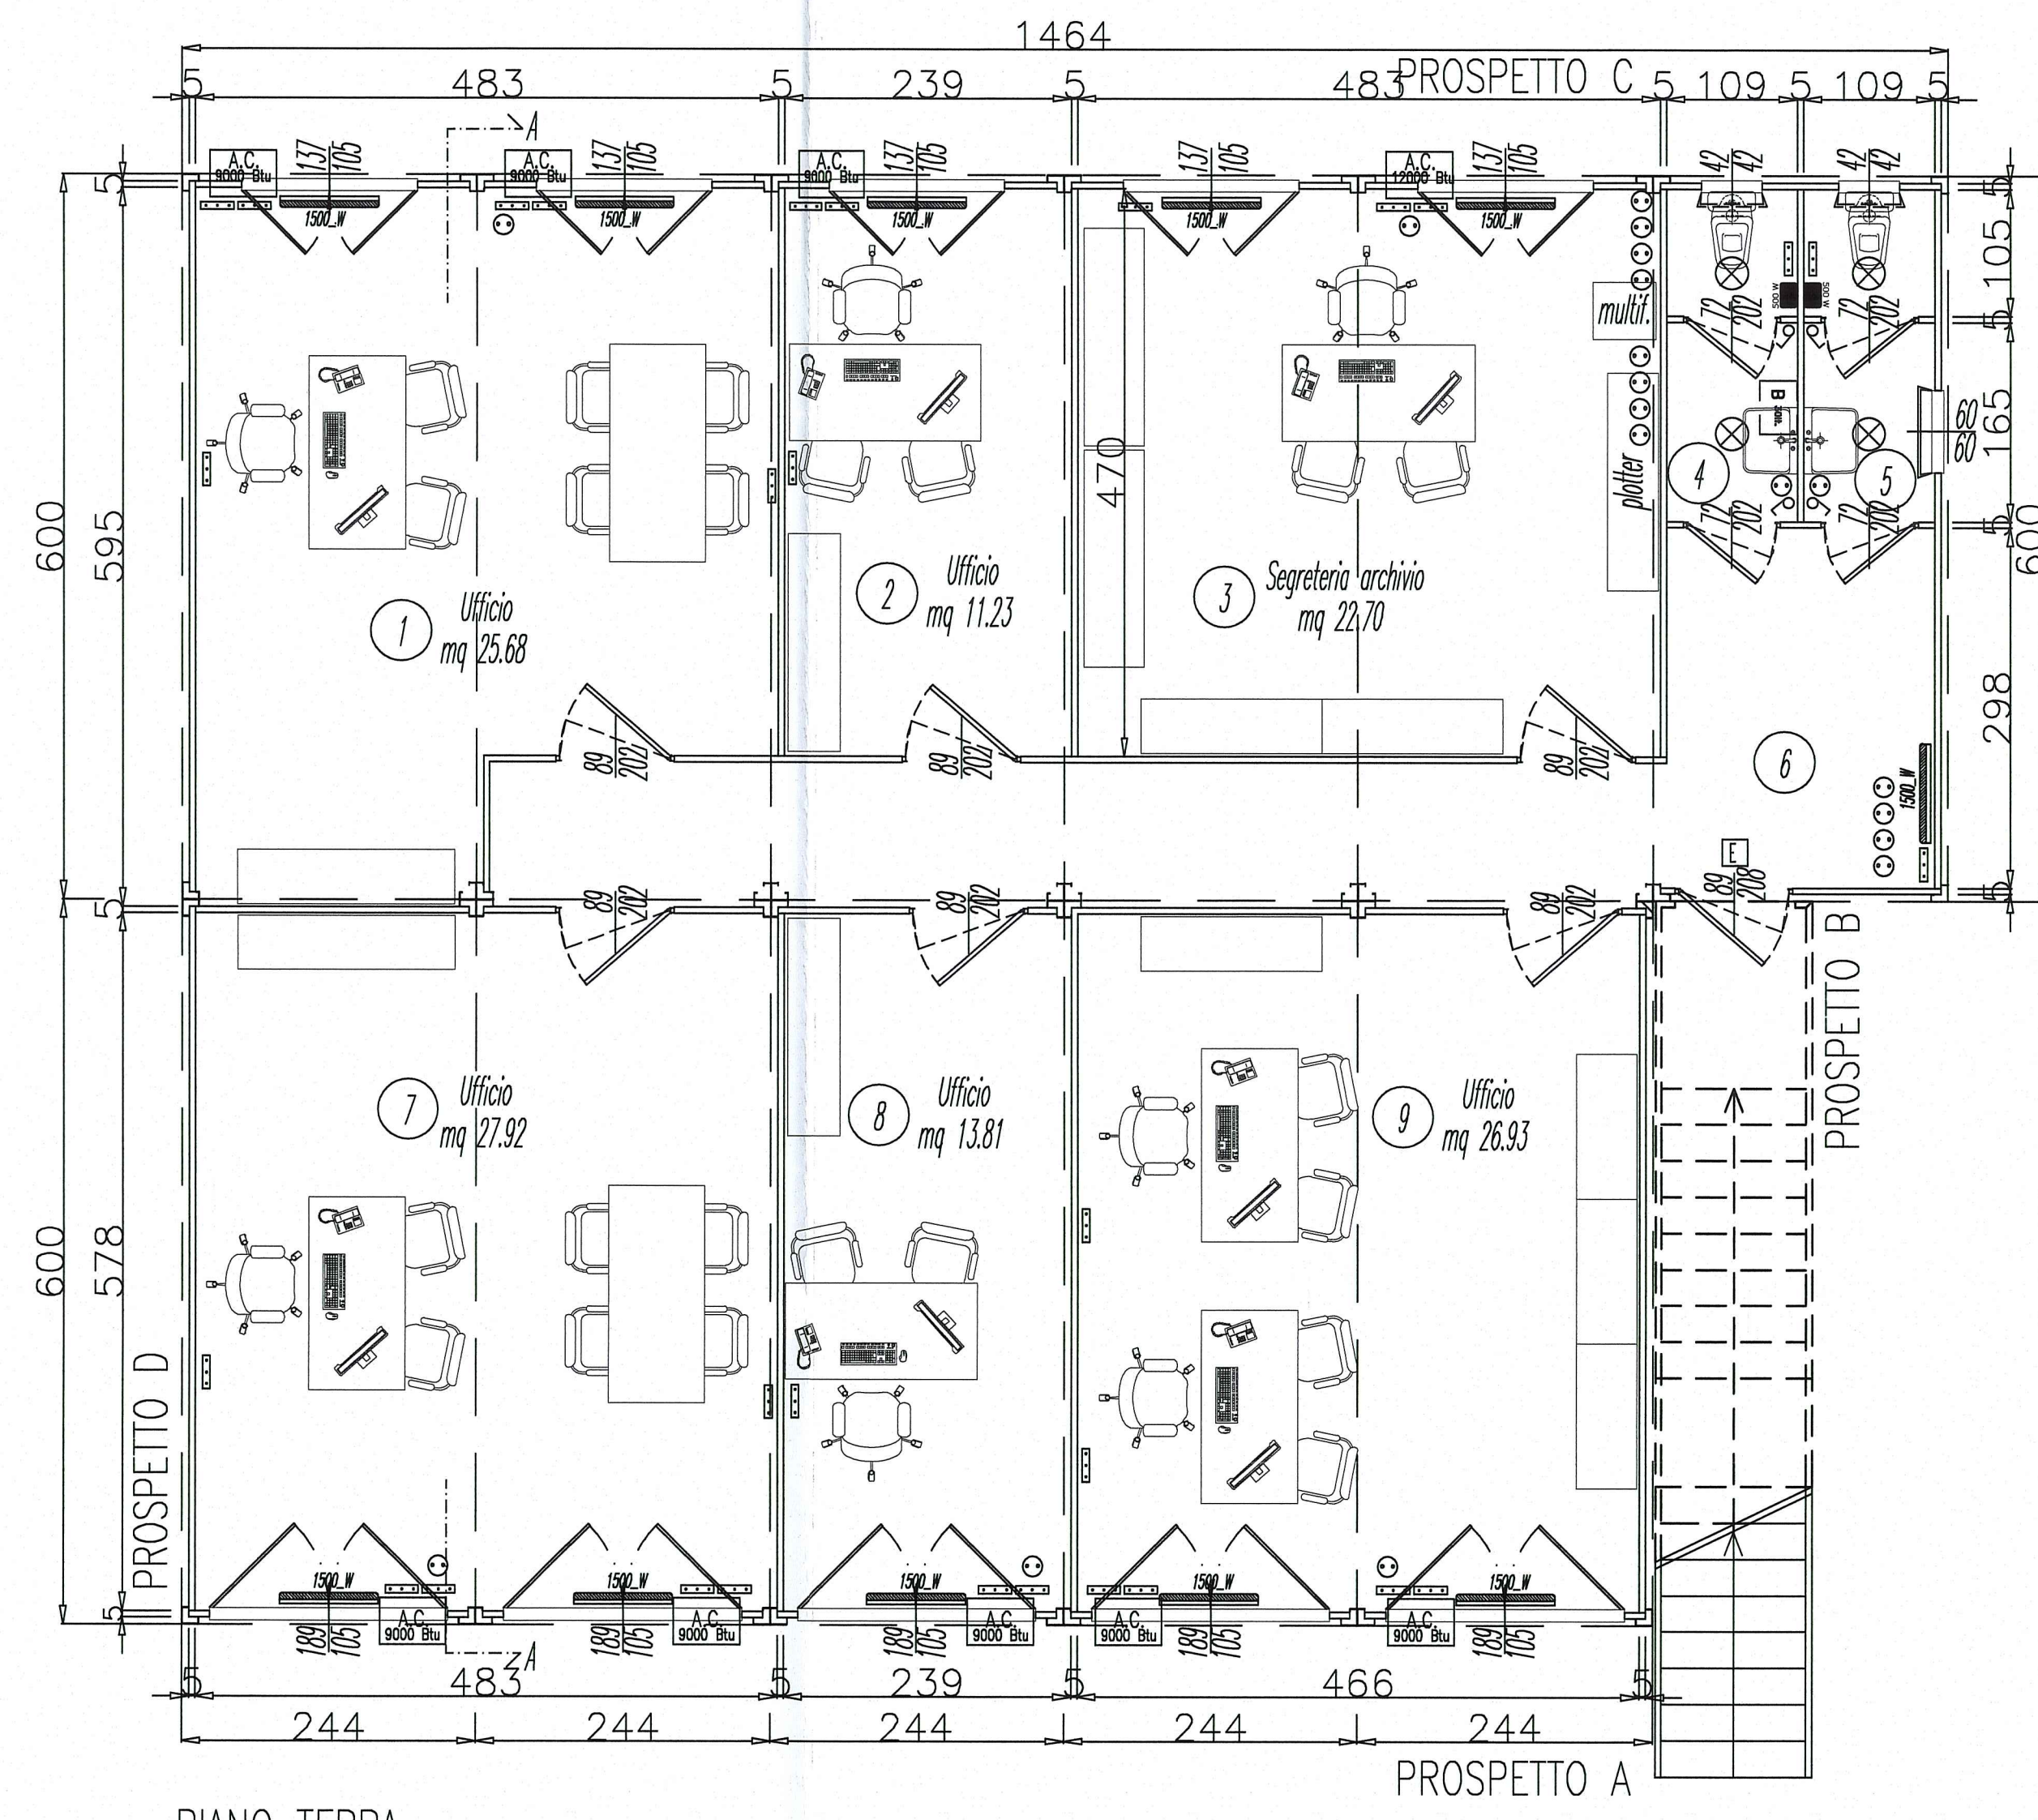 1464
PROSPETTO C
5 483 5 239 5 483 5 109 5 109 5
A
A.C.
9000 Btu
137
105
A.C.
9000 Btu
137
105
A.C.
9000 Btu
137
105
137
105
A.C.
12000 Btu
137
105
42
42
42
42
1500_W
1500_W
1500_W
1500_W
1500_W
5
5
105
500 W
500 W
multif.
72
202
72
202
5
B
30lt.
60
60
165
plotter
4
5
72
202
72
202
5
600
595
470
600
1
Ufficio
mq 25.68
2
Ufficio
mq 11.23
3
Segreteria archivio
mq 22.70
298
89
202
89
202
89
202
6
1500_W
E
89
208
5
5
89
202
89
202
89
202
PROSPETTO B
7
Ufficio
mq 27.92
8
Ufficio
mq 13.81
9
Ufficio
mq 26.93
600
578
PROSPETTO D
1500_W
1500_W
1500_W
1500_W
1500_W
5
A.C.
9000 Btu
A.C.
9000 Btu
A.C.
9000 Btu
A.C.
9000 Btu
A.C.
9000 Btu
189
105
189
105
189
105
189
105
189
105
A
5 483 5 239 5 466 5
244 244 244 244 244
PROSPETTO A
PIANO TERRA